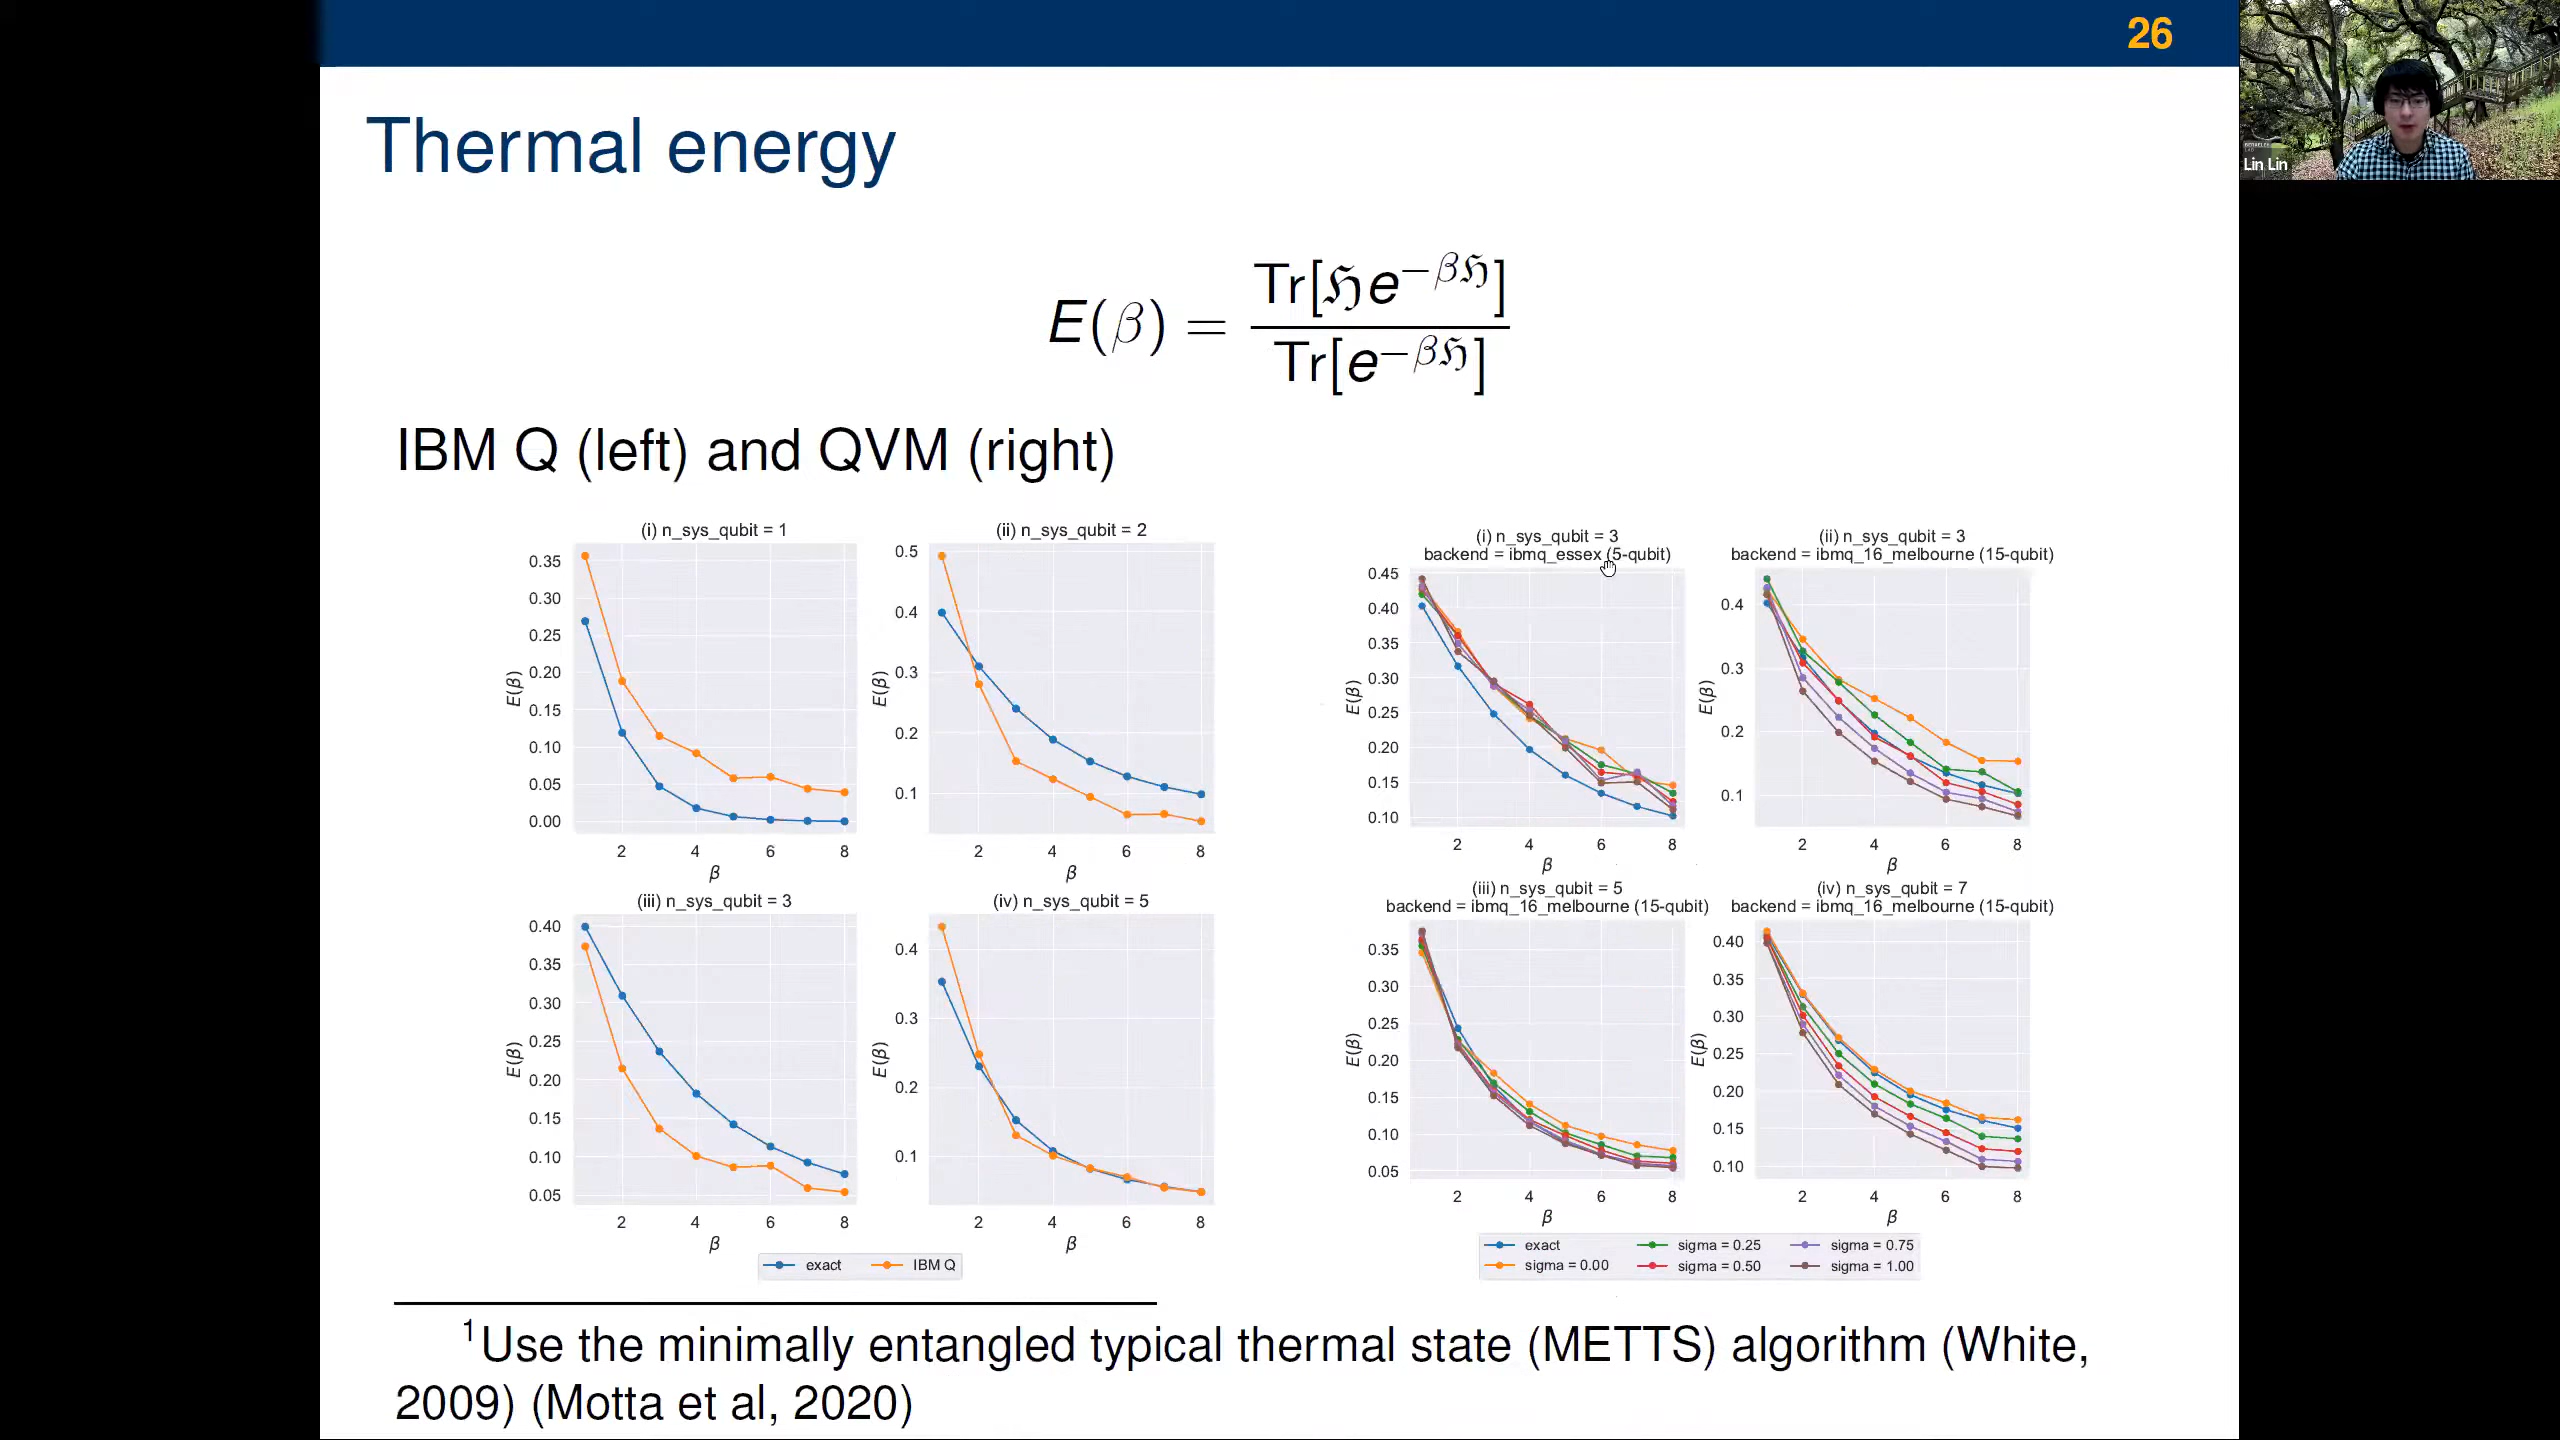 26
Lin Lin
Thermal energy
E(β) = Tr[ℌe^{−βℌ}] / Tr[e^{−βℌ}]
IBM Q (left) and QVM (right)
(i) n_sys_qubit = 1
0.35
0.30
0.25
0.20
0.15
0.10
0.05
0.00
E(β)
2 4 6 8
β
(ii) n_sys_qubit = 2
0.5
0.4
0.3
0.2
0.1
E(β)
2 4 6 8
β
(iii) n_sys_qubit = 3
0.40
0.35
0.30
0.25
0.20
0.15
0.10
0.05
E(β)
2 4 6 8
β
(iv) n_sys_qubit = 5
0.4
0.3
0.2
0.1
E(β)
2 4 6 8
β
exact IBM Q
(i) n_sys_qubit = 3
backend = ibmq_essex (5-qubit)
0.45
0.40
0.35
0.30
0.25
0.20
0.15
0.10
E(β)
2 4 6 8
β
(ii) n_sys_qubit = 3
backend = ibmq_16_melbourne (15-qubit)
0.4
0.3
0.2
0.1
E(β)
2 4 6 8
β
(iii) n_sys_qubit = 5
backend = ibmq_16_melbourne (15-qubit)
0.35
0.30
0.25
0.20
0.15
0.10
0.05
E(β)
2 4 6 8
β
(iv) n_sys_qubit = 7
backend = ibmq_16_melbourne (15-qubit)
0.40
0.35
0.30
0.25
0.20
0.15
0.10
E(β)
2 4 6 8
β
exact sigma = 0.25 sigma = 0.75
sigma = 0.00 sigma = 0.50 sigma = 1.00
¹Use the minimally entangled typical thermal state (METTS) algorithm (White,
2009) (Motta et al, 2020)